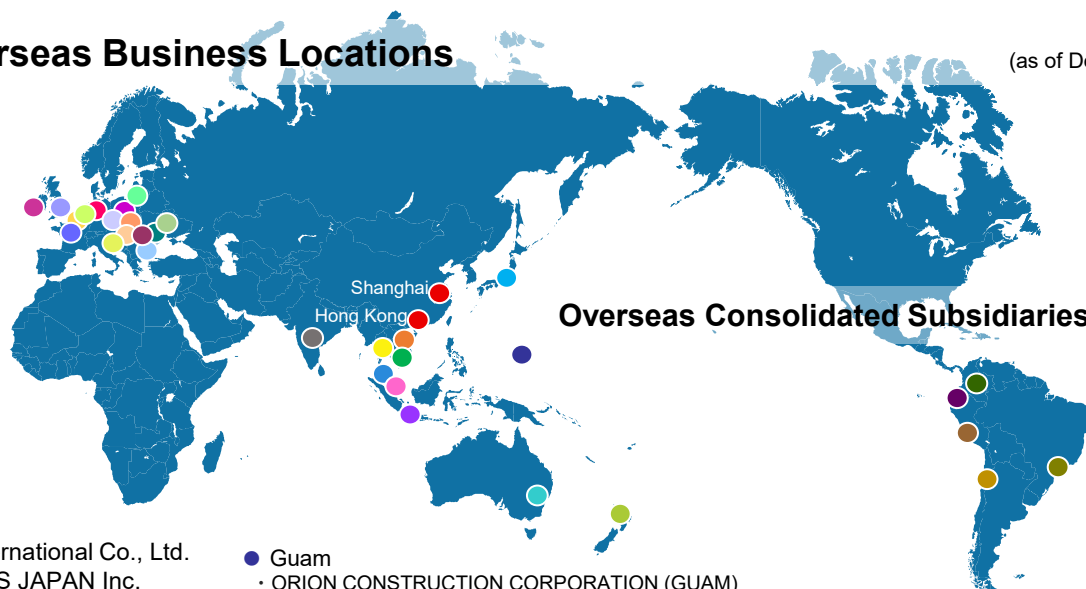 rseas Business Locations
(as of De
Shanghai
Hong Kong
Overseas Consolidated Subsidiaries
rnational Co., Ltd.
S JAPAN Inc.
Guam
・ORION CONSTRUCTION CORPORATION (GUAM)